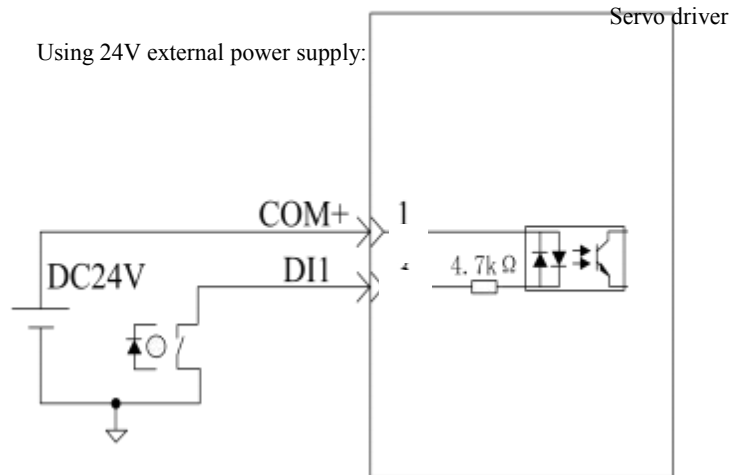 Servo driver
Using 24V external power supply:
COM+ 1
DC24V
DI1
4.7kΩ